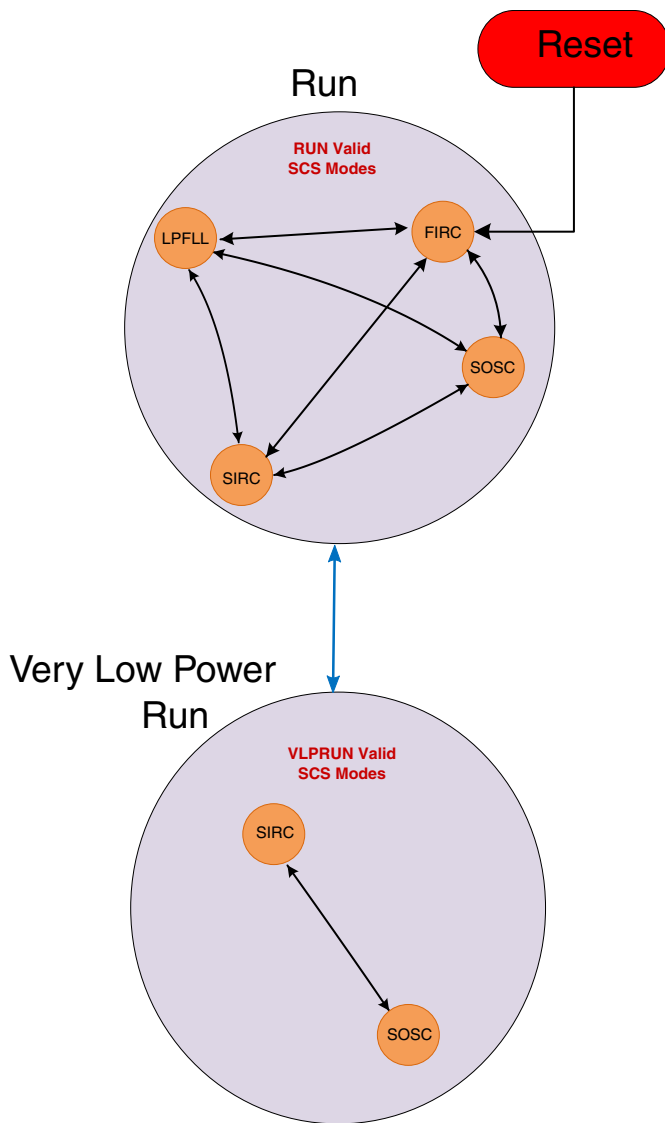 Reset
Run
RUN Valid
SCS Modes
LPFLL
FIRC
SOSC
SIRC
Very Low Power
Run
VLPRUN Valid
SCS Modes
SIRC
SOSC